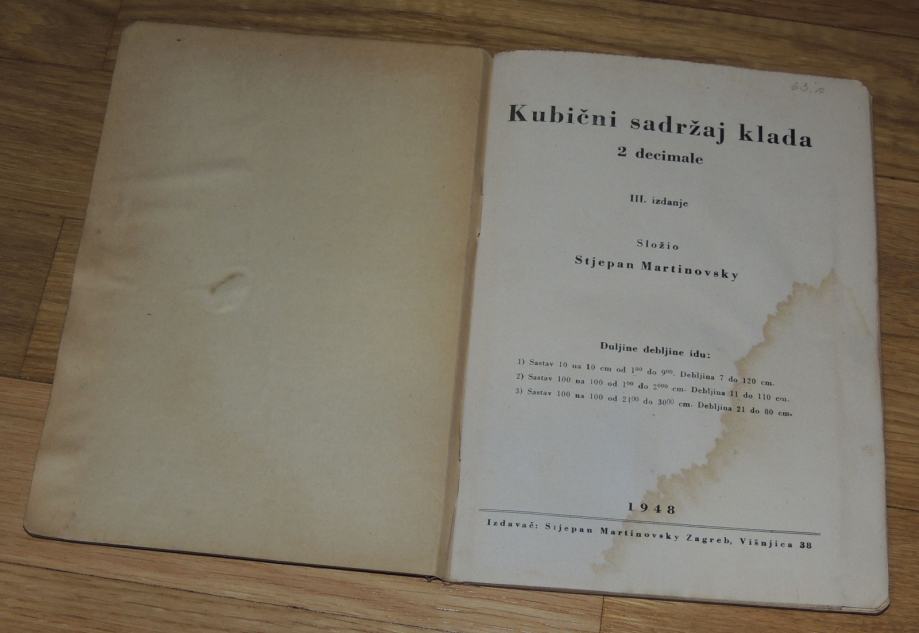 Kubični sadržaj klada
2 decimale
III. izdanje
Složio
Stjepan Martinovsky
Duljine debljine idu:
1) Sastav 10 na 10 cm od 1⁰⁰ do 9⁰⁰. Debljina 7 do 120 cm.
2) Sastav 100 na 100 od 1⁰⁰ do 2⁰⁰⁰ cm. Debljina 11 do 110 cm.
3) Sastav 100 na 100 od 21⁰⁰ do 30⁰⁰ cm. Debljina 21 do 80 cm.
1948
Izdavač: Stjepan Martinovsky Zagreb, Višnjica 38